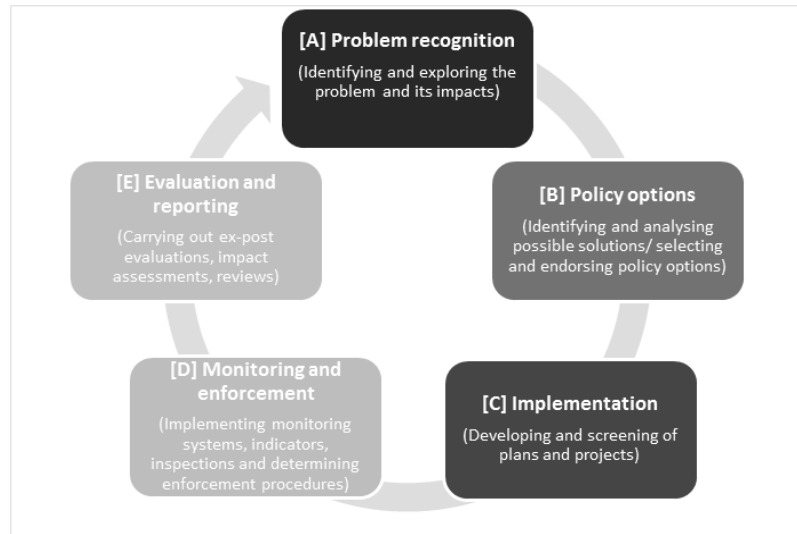 [A] Problem recognition
(Identifying and exploring the
problem and its impacts)
[B] Policy options
(Identifying and analysing
possible solutions/ selecting
and endorsing policy options)
[C] Implementation
(Developing and screening of
plans and projects)
[D] Monitoring and
enforcement
(Implementing monitoring
systems, indicators,
inspections and determining
enforcement procedures)
[E] Evaluation and
reporting
(Carrying out ex-post
evaluations, impact
assessments, reviews)